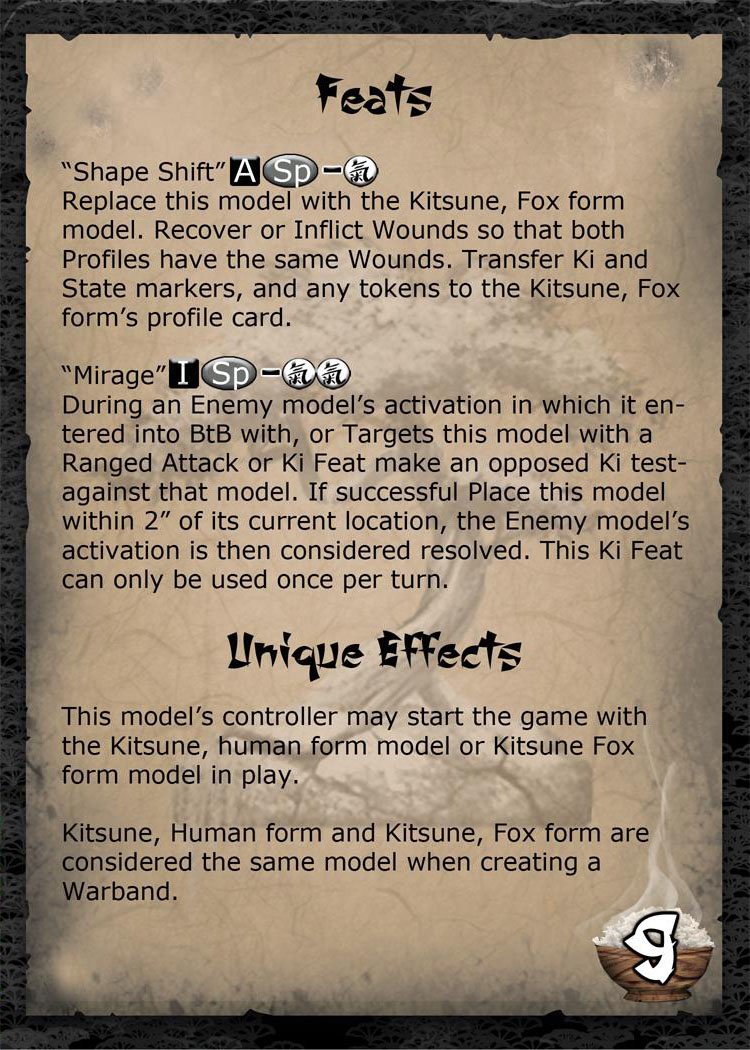 Feats
“Shape Shift” A Sp - 氣
Replace this model with the Kitsune, Fox form
model. Recover or Inflict Wounds so that both
Profiles have the same Wounds. Transfer Ki and
State markers, and any tokens to the Kitsune, Fox
form’s profile card.
“Mirage” I Sp - 氣 氣
During an Enemy model’s activation in which it en-
tered into BtB with, or Targets this model with a
Ranged Attack or Ki Feat make an opposed Ki test-
against that model. If successful Place this model
within 2” of its current location, the Enemy model’s
activation is then considered resolved. This Ki Feat
can only be used once per turn.
Unique Effects
This model’s controller may start the game with
the Kitsune, human form model or Kitsune Fox
form model in play.
Kitsune, Human form and Kitsune, Fox form are
considered the same model when creating a
Warband.
9